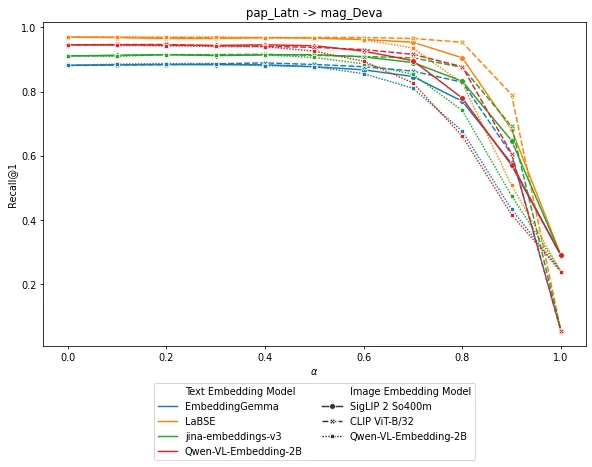 pap_Latn -> mag_Deva
Recall@1
1.0
0.8
0.6
0.4
0.2
0.0 0.2 0.4 0.6 0.8 1.0
α
Text Embedding Model
EmbeddingGemma
LaBSE
jina-embeddings-v3
Qwen-VL-Embedding-2B
Image Embedding Model
SigLIP 2 So400m
CLIP ViT-B/32
Qwen-VL-Embedding-2B